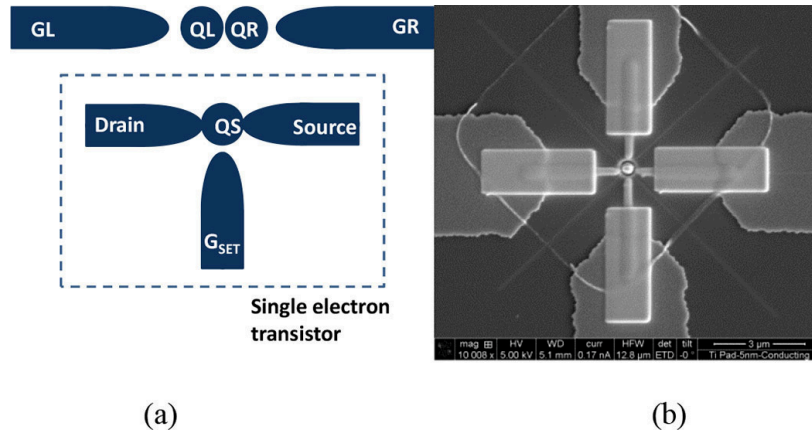 GL
QL
QR
GR
Drain
QS
Source
GSET
Single electron
transistor
mag HV WD curr HFW det tilt
10 008 x 5.00 kV 5.1 mm 0.17 nA 12.8 µm ETD -0 ° Ti Pad-5nm-Conducting
3 µm
(a)
(b)